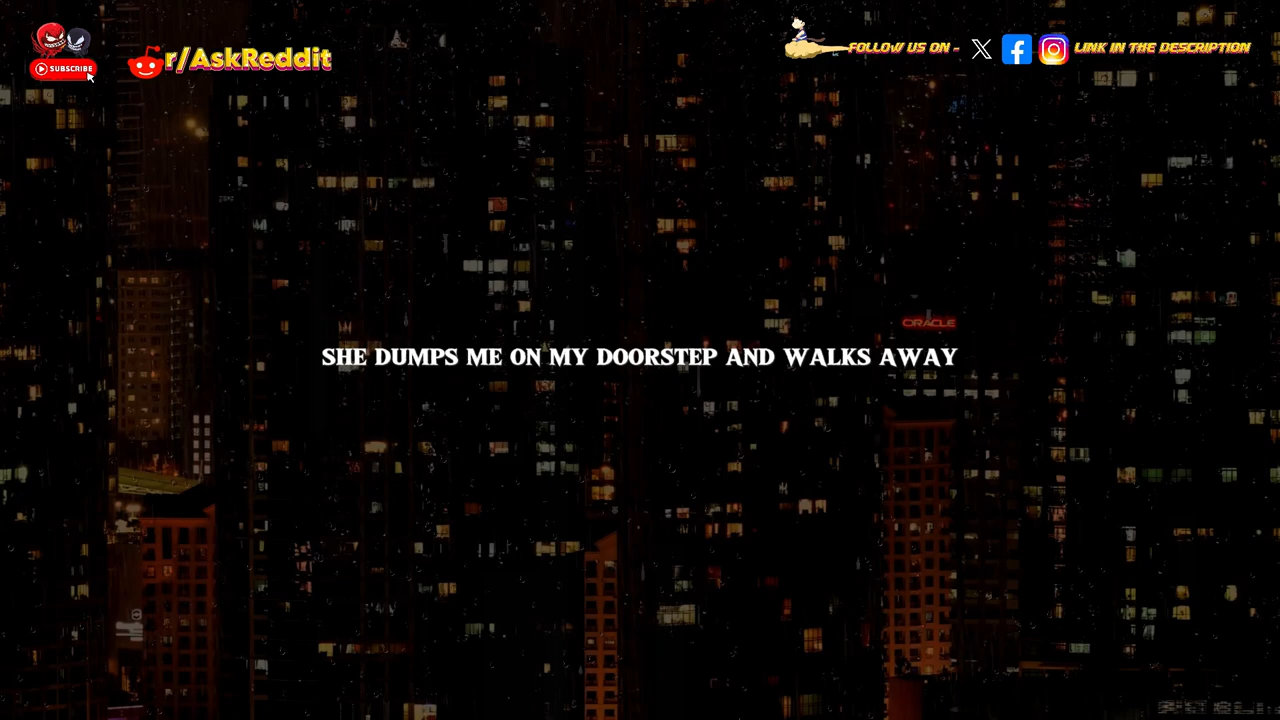 SUBSCRIBE
r/AskReddit
FOLLOW US ON -
LINK IN THE DESCRIPTION
ORACLE
SHE DUMPS ME ON MY DOORSTEP AND WALKS AWAY